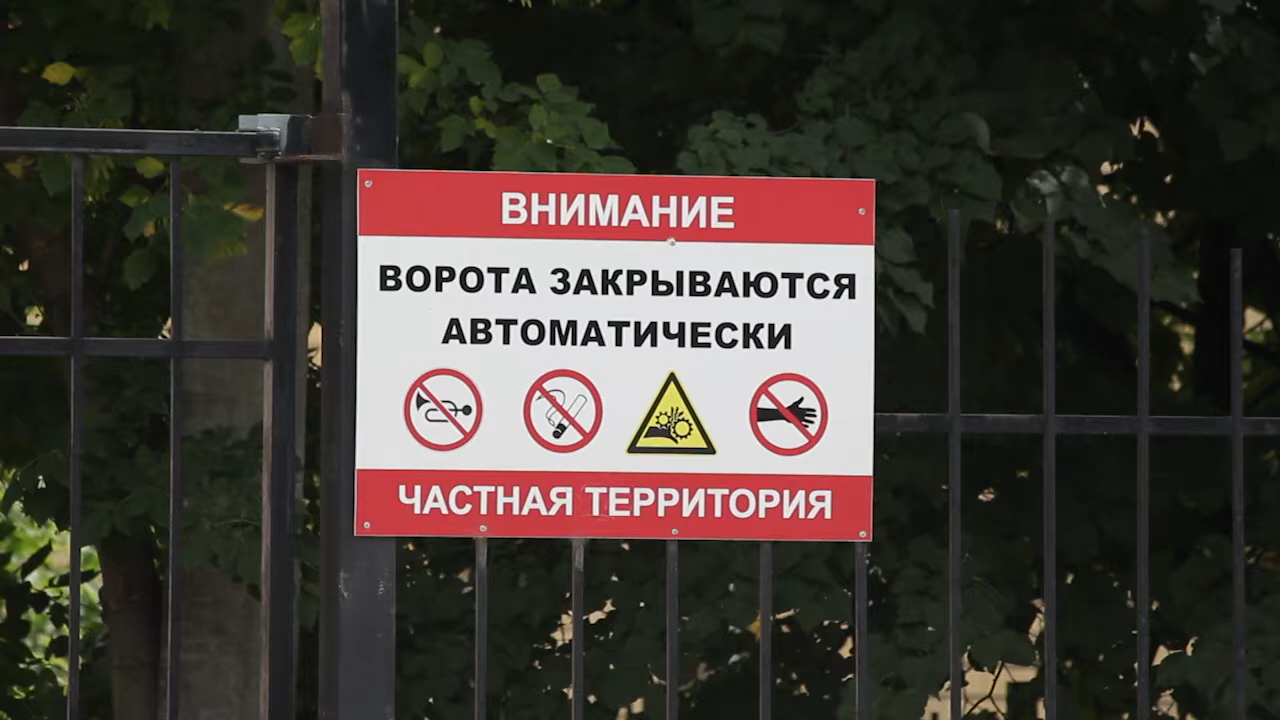 ВНИМАНИЕ
ВОРОТА ЗАКРЫВАЮТСЯ
АВТОМАТИЧЕСКИ
ЧАСТНАЯ ТЕРРИТОРИЯ